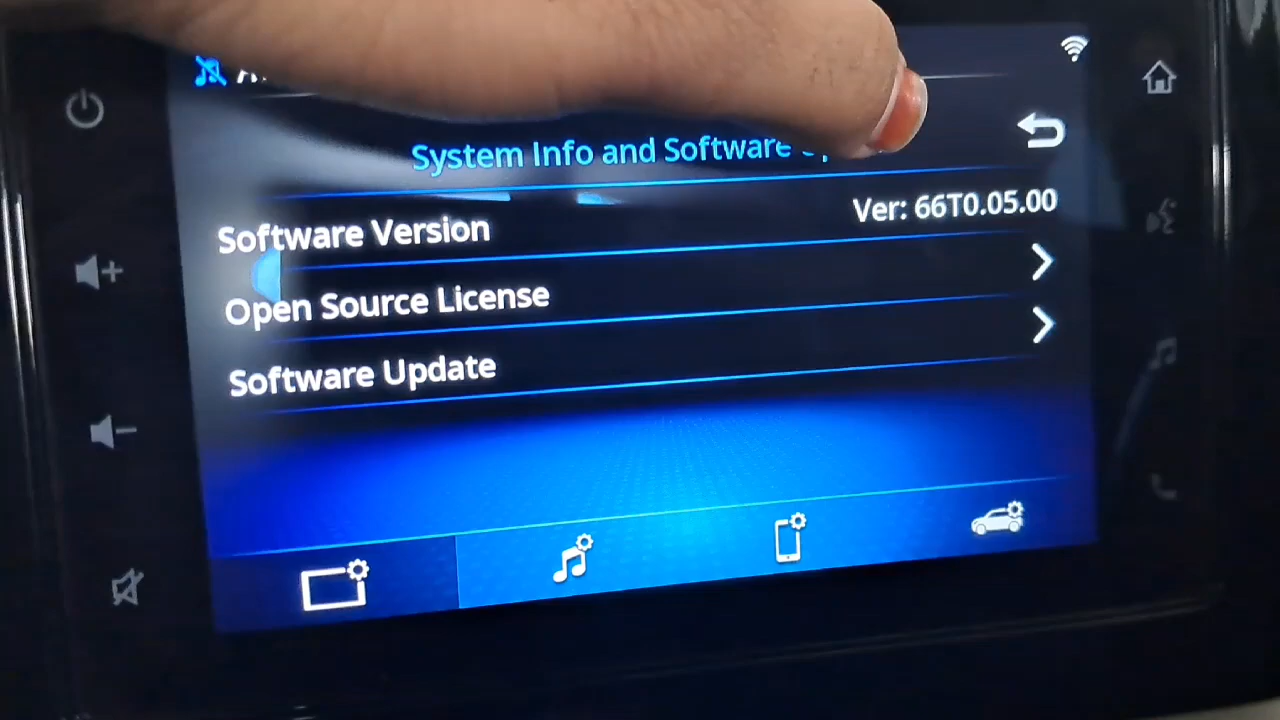 System Info and Software
Software Version Ver: 66T0.05.00
Open Source License
Software Update